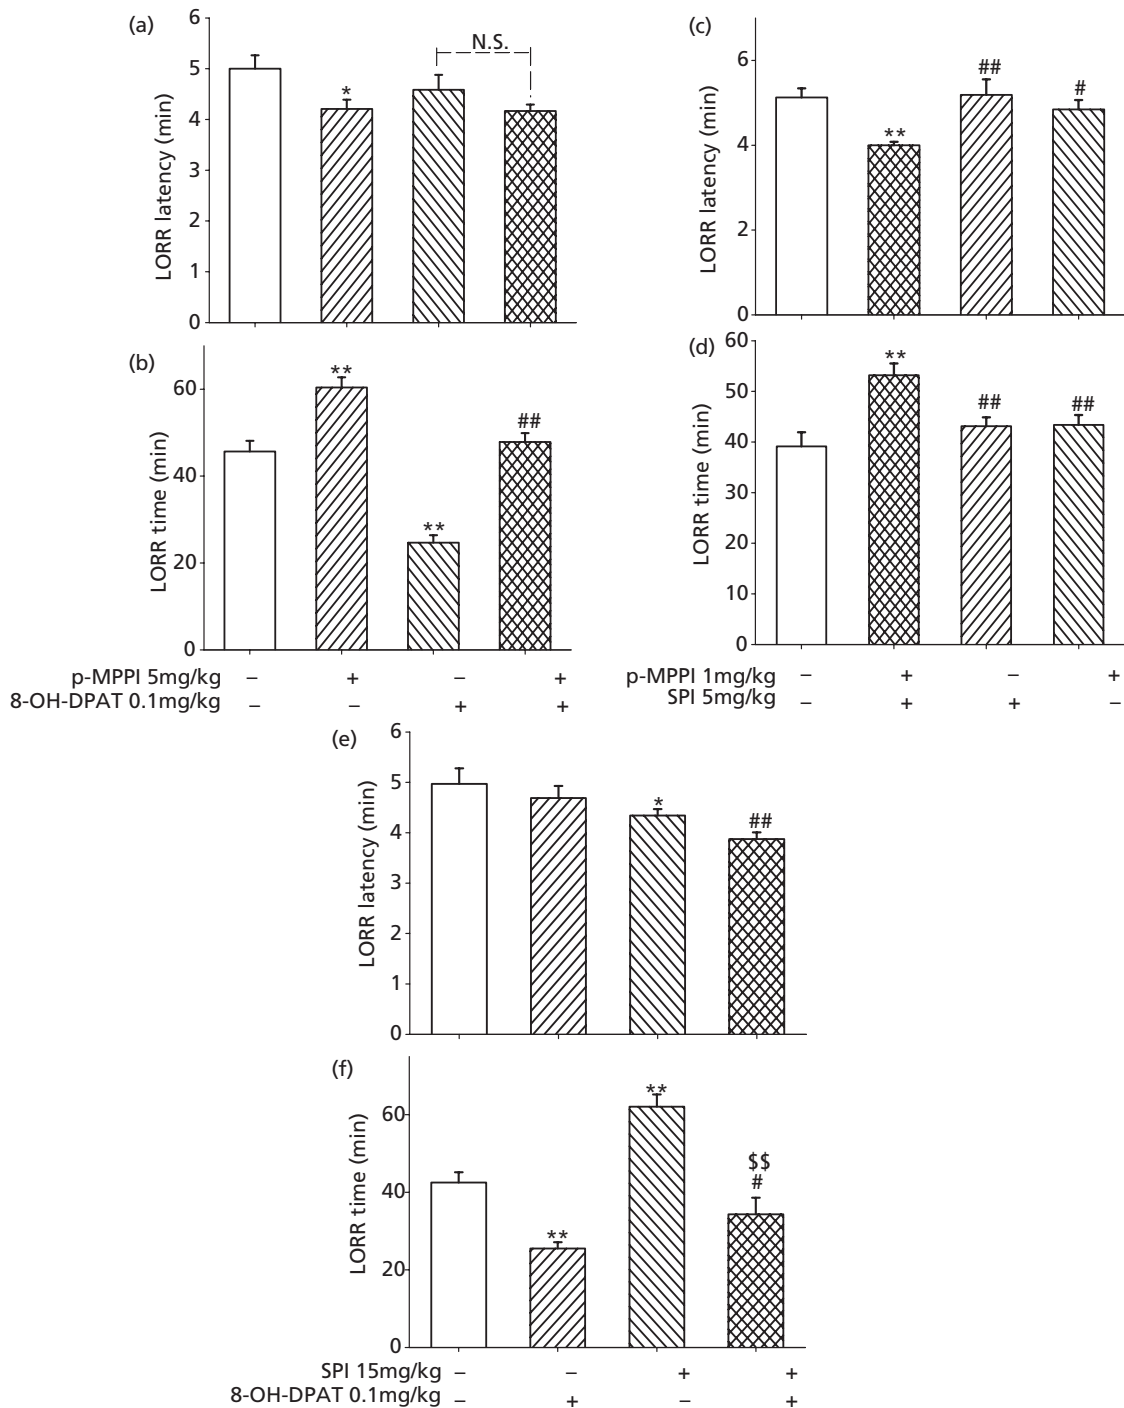 (a)
6
5
4
3
2
1
0
LORR latency (min)
*
N.S.
(b)
60
40
20
0
LORR time (min)
**
**
##
p-MPPI 5mg/kg − + − +
8-OH-DPAT 0.1mg/kg − − + +
(c)
6
4
2
0
LORR latency (min)
**
##
#
(d)
60
50
40
30
20
10
0
LORR time (min)
**
##
##
p-MPPI 1mg/kg − + − +
SPI 5mg/kg − + + −
(e)
6
5
4
3
2
1
0
LORR latency (min)
*
##
(f)
60
40
20
0
LORR time (min)
**
**
$$
#
SPI 15mg/kg − − + +
8-OH-DPAT 0.1mg/kg − + − +